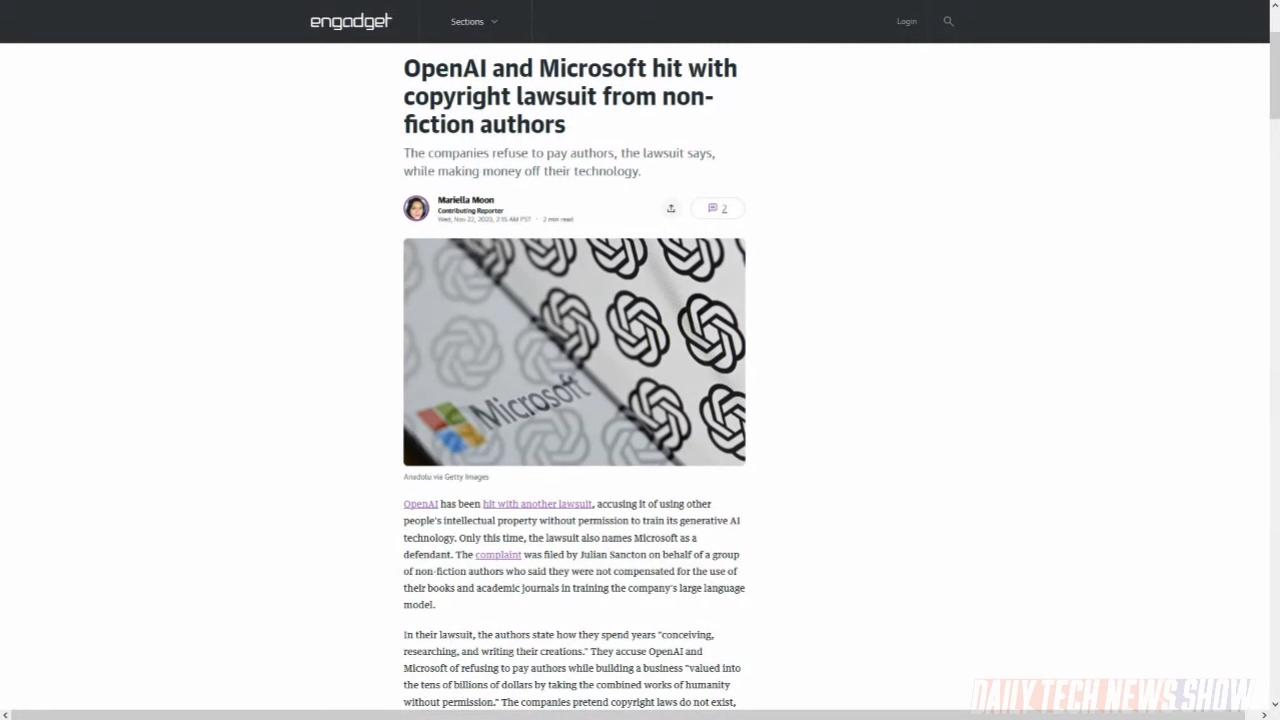 engadget
Sections
Login
OpenAI and Microsoft hit with
copyright lawsuit from non-
fiction authors
The companies refuse to pay authors, the lawsuit says,
while making money off their technology.
Mariella Moon
Contributing Reporter
Wed, Nov 22, 2023, 2:15 AM PST · 2 min read
2
Microsoft
Anadolu via Getty Images
OpenAI has been hit with another lawsuit, accusing it of using other
people's intellectual property without permission to train its generative AI
technology. Only this time, the lawsuit also names Microsoft as a
defendant. The complaint was filed by Julian Sancton on behalf of a group
of non-fiction authors who said they were not compensated for the use of
their books and academic journals in training the company's large language
model.
In their lawsuit, the authors state how they spend years "conceiving,
researching, and writing their creations." They accuse OpenAI and
Microsoft of refusing to pay authors while building a business "valued into
the tens of billions of dollars by taking the combined works of humanity
without permission." The companies pretend copyright laws do not exist,
DAILY TECH NEWS SHOW